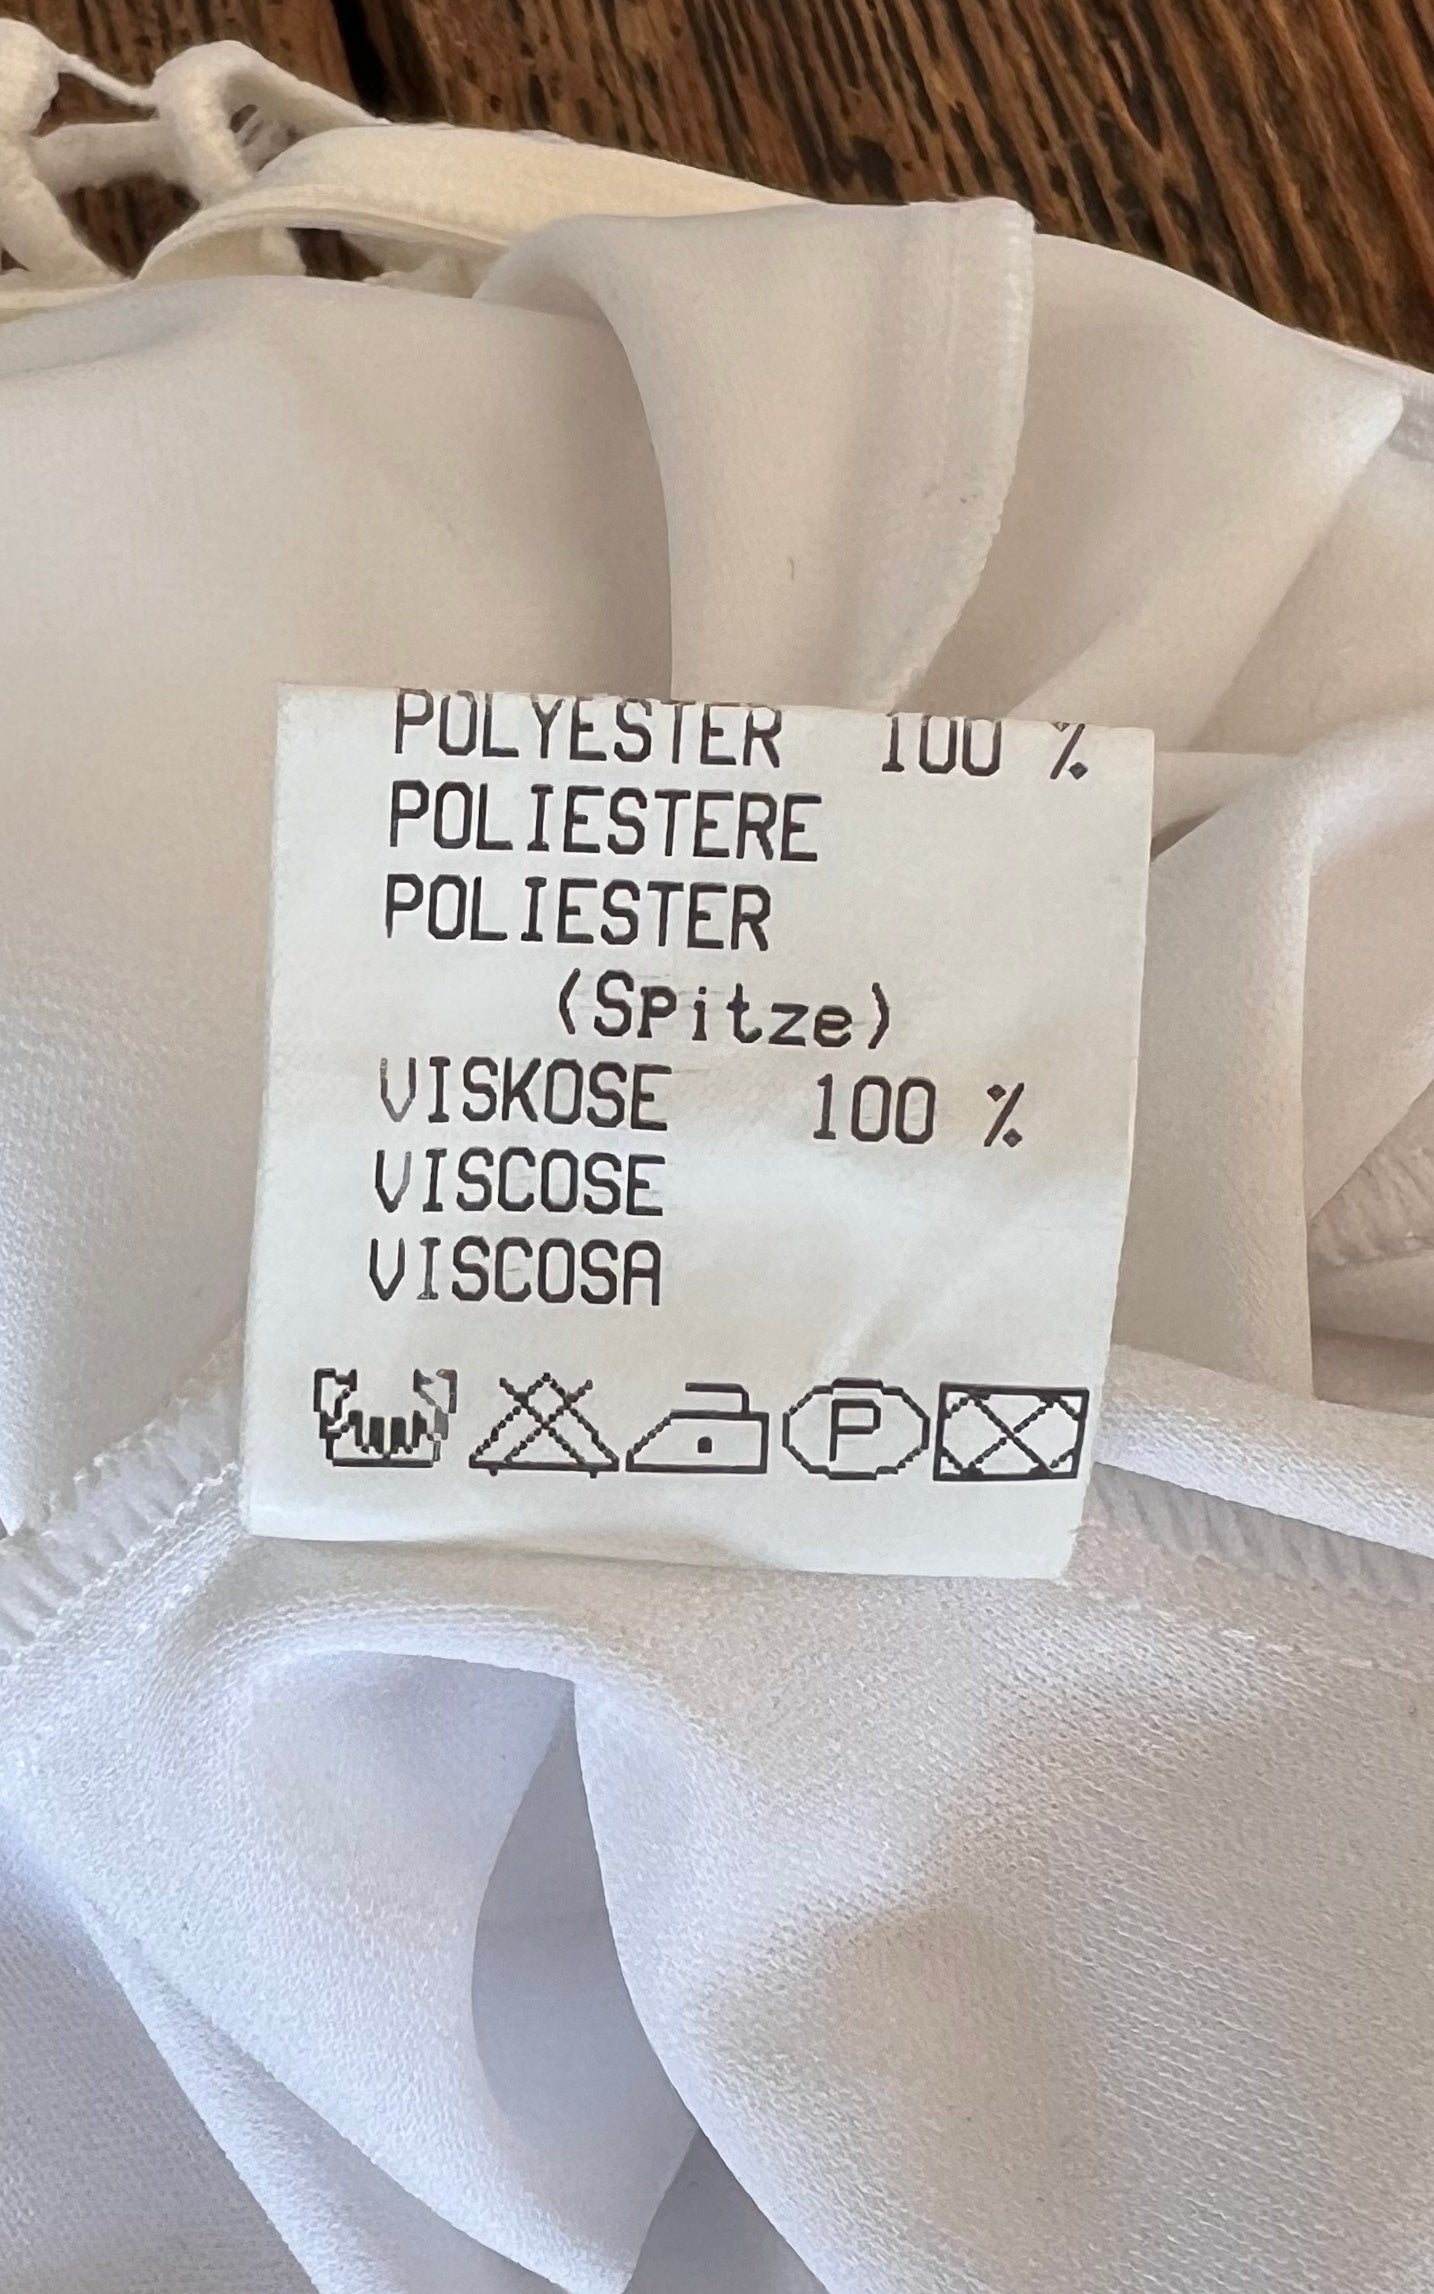 POLYESTER 100 %
POLIESTERE
POLIESTER
(Spitze)
VISKOSE 100 %
VISCOSE
VISCOSA
P